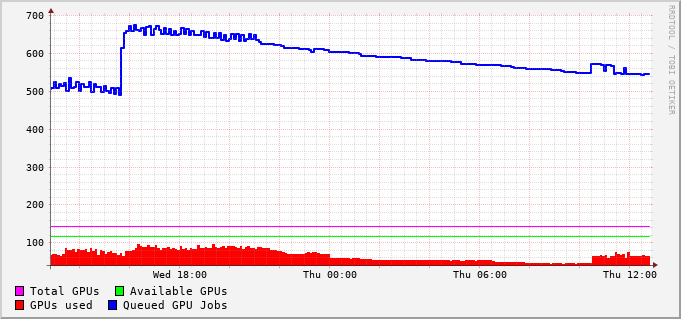 700
600
500
400
300
200
100
Wed 18:00 Thu 00:00 Thu 06:00 Thu 12:00
Total GPUs Available GPUs
GPUs used Queued GPU Jobs
RRDTOOL / TOBI OETIKER